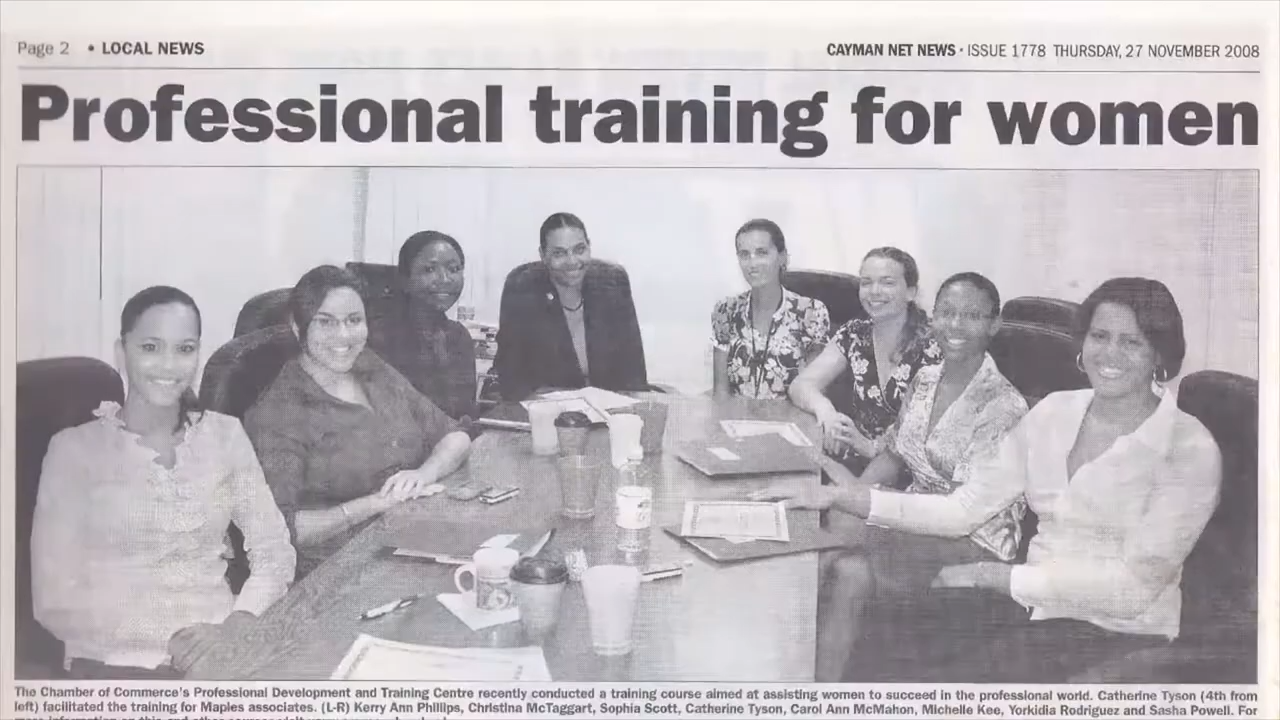 Page 2 • LOCAL NEWS
CAYMAN NET NEWS • ISSUE 1778 THURSDAY, 27 NOVEMBER 2008
Professional training for women
The Chamber of Commerce's Professional Development and Training Centre recently conducted a training course aimed at assisting women to succeed in the professional world. Catherine Tyson (4th from
left) facilitated the training for Maples associates. (L-R) Kerry Ann Phillips, Christina McTaggart, Sophia Scott, Catherine Tyson, Carol Ann McMahon, Michelle Kee, Yorkidia Rodriguez and Sasha Powell. For